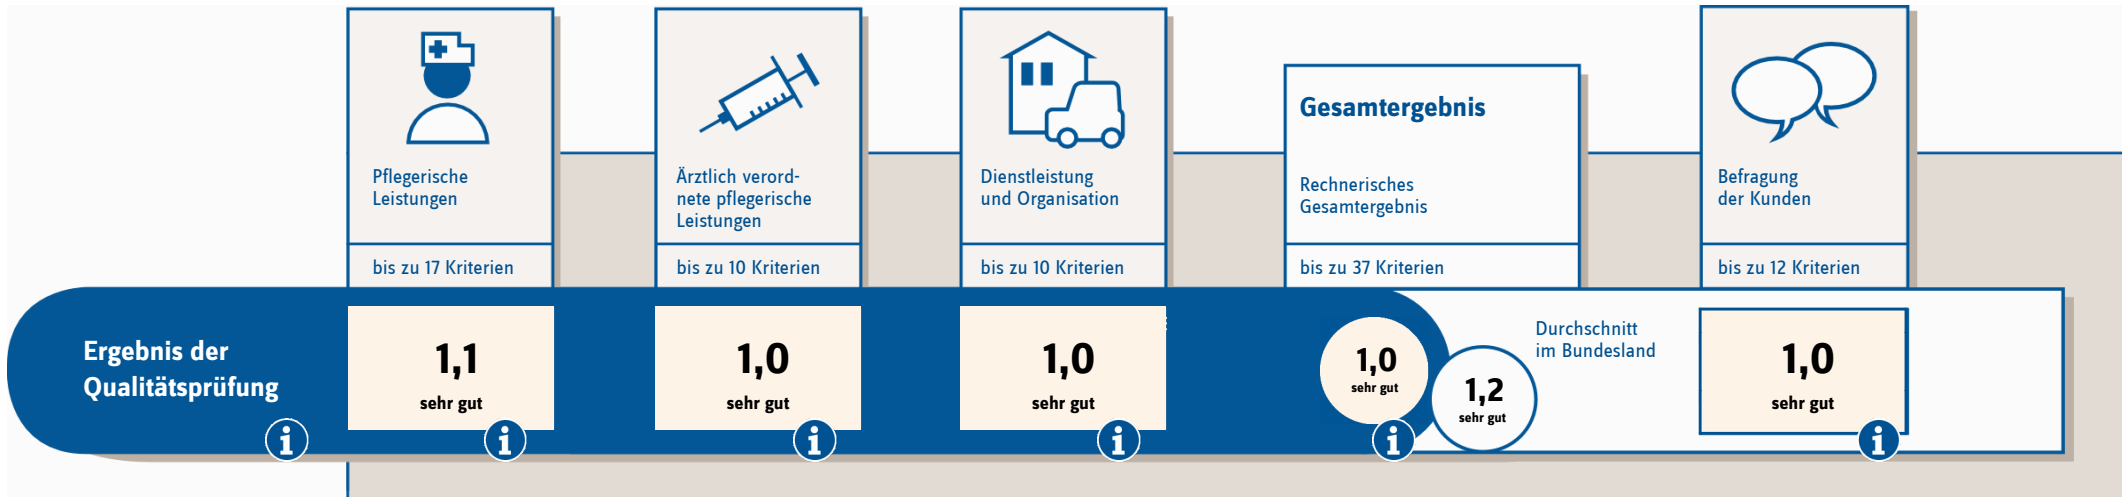 Pflegerische
Leistungen
bis zu 17 Kriterien
Ärztlich verord-
nete pflegerische
Leistungen
bis zu 10 Kriterien
Dienstleistung
und Organisation
bis zu 10 Kriterien
Gesamtergebnis
Rechnerisches
Gesamtergebnis
bis zu 37 Kriterien
Befragung
der Kunden
bis zu 12 Kriterien
Ergebnis der
Qualitätsprüfung
i
1,1
sehr gut
i
1,0
sehr gut
i
1,0
sehr gut
i
1,0
sehr gut
i
1,2
sehr gut
Durchschnitt
im Bundesland
1,0
sehr gut
i